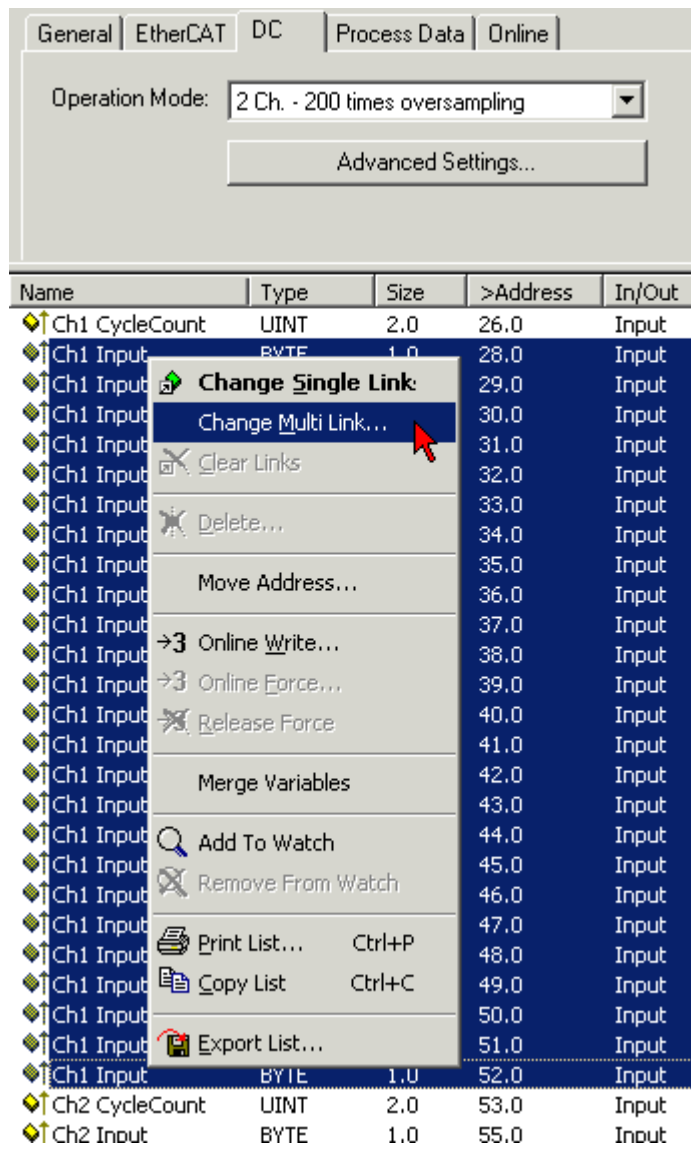 General EtherCAT DC Process Data Online
Operation Mode: 2 Ch. - 200 times oversampling
Advanced Settings...
Name Type Size >Address In/Out
Ch1 CycleCount UINT 2.0 26.0 Input
Ch1 Input BYTE 1.0 28.0 Input
Ch1 Input 29.0 Input
Ch1 Input 30.0 Input
Ch1 Input 31.0 Input
Ch1 Input 32.0 Input
Ch1 Input 33.0 Input
Ch1 Input 34.0 Input
Ch1 Input 35.0 Input
Ch1 Input 36.0 Input
Ch1 Input 37.0 Input
Ch1 Input 38.0 Input
Ch1 Input 39.0 Input
Ch1 Input 40.0 Input
Ch1 Input 41.0 Input
Ch1 Input 42.0 Input
Ch1 Input 43.0 Input
Ch1 Input 44.0 Input
Ch1 Input 45.0 Input
Ch1 Input 46.0 Input
Ch1 Input 47.0 Input
Ch1 Input 48.0 Input
Ch1 Input 49.0 Input
Ch1 Input 50.0 Input
Ch1 Input 51.0 Input
Ch1 Input BYTE 1.0 52.0 Input
Ch2 CycleCount UINT 2.0 53.0 Input
Ch2 Input BYTE 1.0 55.0 Input
Change Single Link
Change Multi Link...
Clear Links
Delete...
Move Address...
→3 Online Write...
→3 Online Force...
Release Force
Merge Variables
Add To Watch
Remove From Watch
Print List... Ctrl+P
Copy List Ctrl+C
Export List...